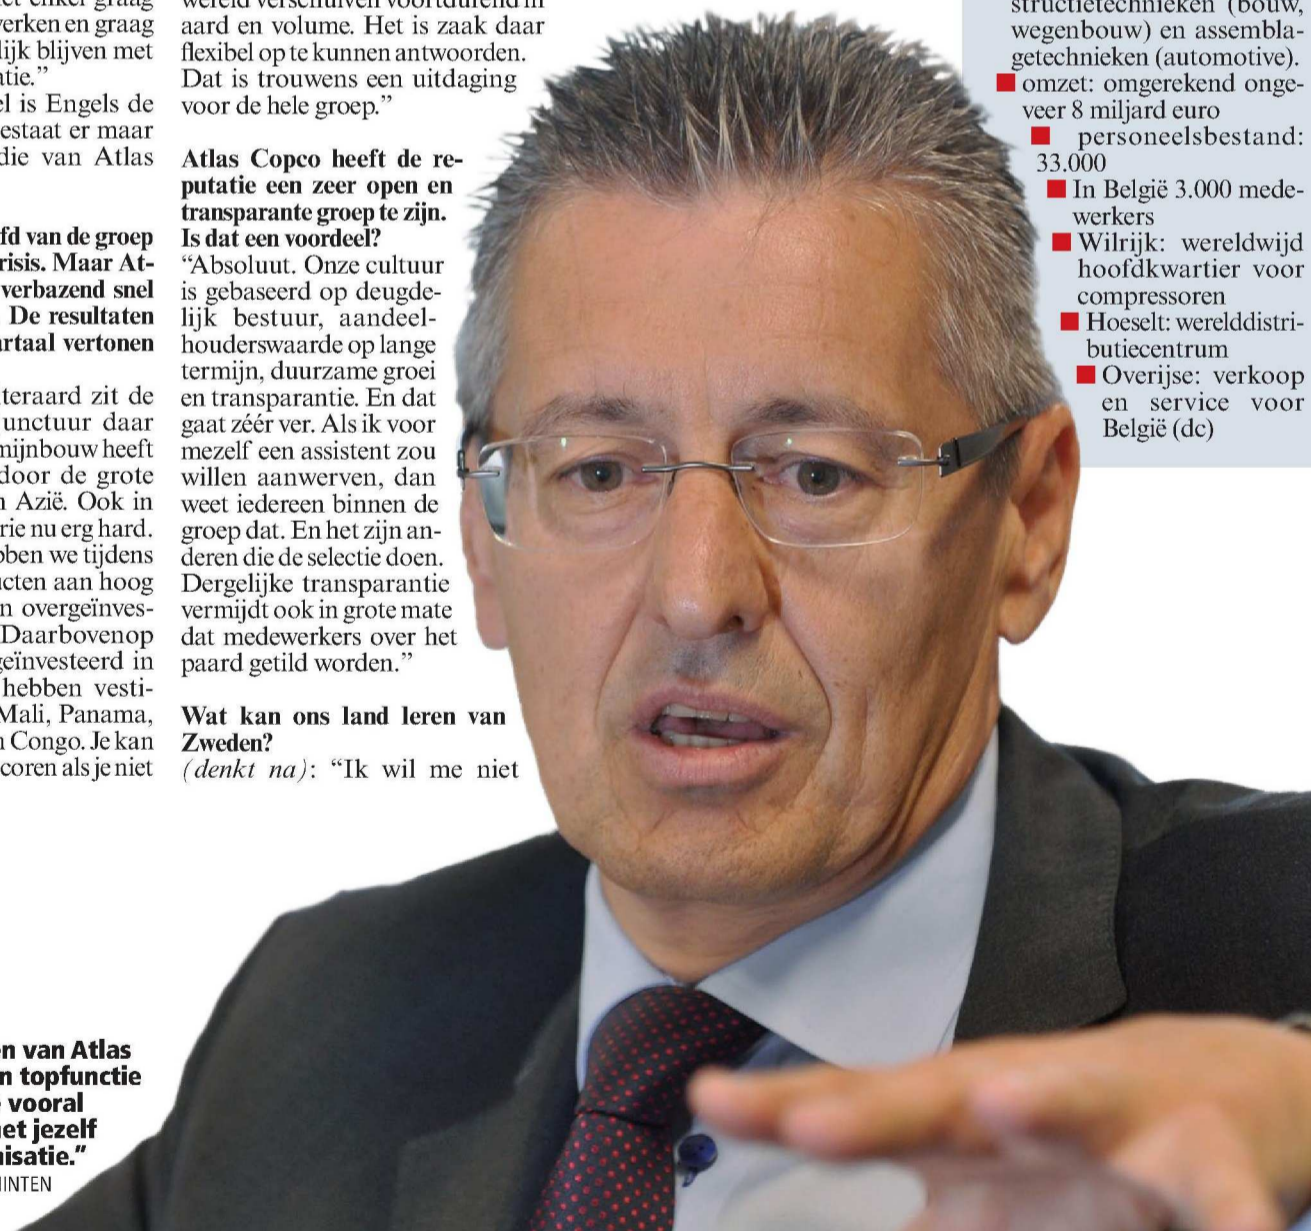 erken en graag
lijk blijven met
tie.”
el is Engels de
estaat er maar
die van Atlas
fd van de groep
risis. Maar At-
verbazend snel
De resultaten
artaal vertonen
teraard zit de
unctuur daar
mijnbouw heeft
door de grote
n Azië. Ook in
rie nu erg hard.
bben we tijdens
ucten aan hoog
n overgeïnves-
Daarbovenop
geïnvesteerd in
hebben vesti-
Mali, Panama,
n Congo. Je kan
coren als je niet
wereld verschuiven voortdurend in
aard en volume. Het is zaak daar
flexibel op te kunnen antwoorden.
Dat is trouwens een uitdaging
voor de hele groep.”
Atlas Copco heeft de re-
putatie een zeer open en
transparante groep te zijn.
Is dat een voordeel?
“Absoluut. Onze cultuur
is gebaseerd op deugde-
lijk bestuur, aandeel-
houderswaarde op lange
termijn, duurzame groei
en transparantie. En dat
gaat zéér ver. Als ik voor
mezelf een assistent zou
willen aanwerven, dan
weet iedereen binnen de
groep dat. En het zijn an-
deren die de selectie doen.
Dergelijke transparantie
vermijdt ook in grote mate
dat medewerkers over het
paard getild worden.”
Wat kan ons land leren van
Zweden?
(denkt na): “Ik wil me niet
structietechnieken (bouw,
wegenbouw) en assembla-
getechnieken (automotive).
■ omzet: omgerekend onge-
veer 8 miljard euro
■ personeelsbestand:
33.000
■ In België 3.000 mede-
werkers
■ Wilrijk: wereldwijd
hoofdkwartier voor
compressoren
■ Hoeselt: werelddistri-
butiecentrum
■ Overijse: verkoop
en service voor
België (dc)
n van Atlas
n topfunctie
vooral
et jezelf
isatie.”
INTEN